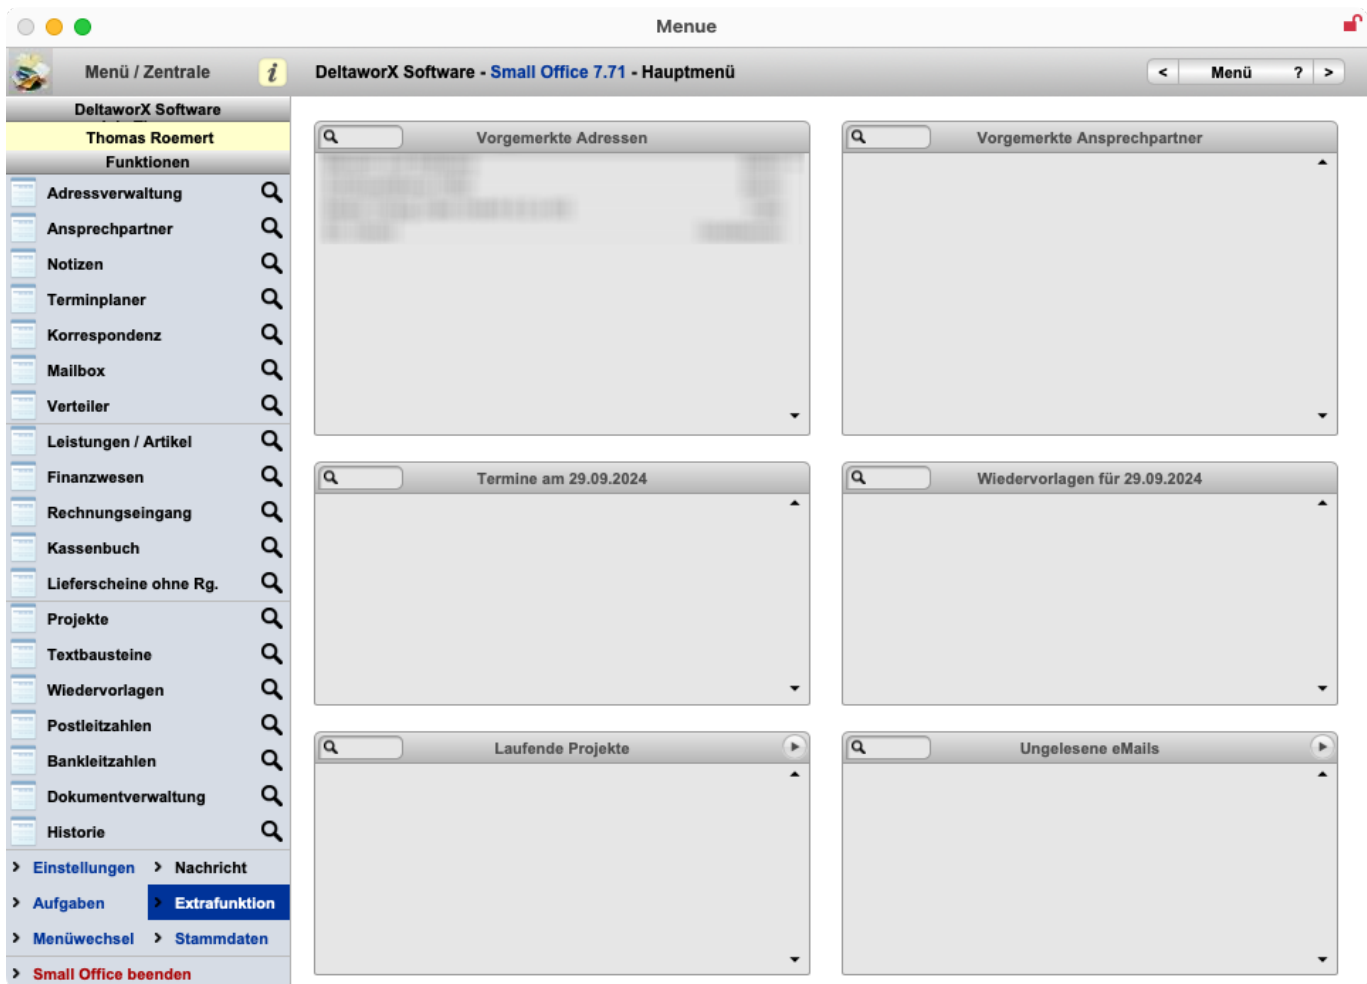 Menue
Menü / Zentrale
i
DeltaworX Software - Small Office 7.71 - Hauptmenü
< Menü ? >
DeltaworX Software
Thomas Roemert
Funktionen
Adressverwaltung
Ansprechpartner
Notizen
Terminplaner
Korrespondenz
Mailbox
Verteiler
Leistungen / Artikel
Finanzwesen
Rechnungseingang
Kassenbuch
Lieferscheine ohne Rg.
Projekte
Textbausteine
Wiedervorlagen
Postleitzahlen
Bankleitzahlen
Dokumentverwaltung
Historie
> Einstellungen > Nachricht
> Aufgaben > Extrafunktion
> Menüwechsel > Stammdaten
> Small Office beenden
Vorgemerkte Adressen
Vorgemerkte Ansprechpartner
Termine am 29.09.2024
Wiedervorlagen für 29.09.2024
Laufende Projekte
Ungelesene eMails